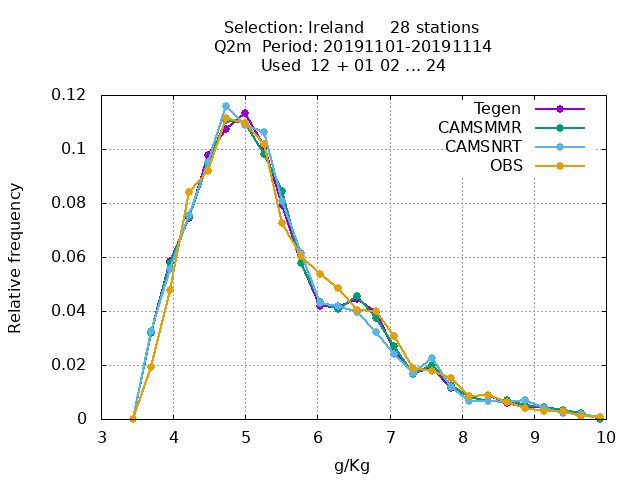 Selection: Ireland 28 stations
Q2m Period: 20191101-20191114
Used 12 + 01 02 ... 24
0.12
0.1
0.08
0.06
0.04
0.02
0
Relative frequency
Tegen
CAMSMMR
CAMSNRT
OBS
3 4 5 6 7 8 9 10
g/Kg